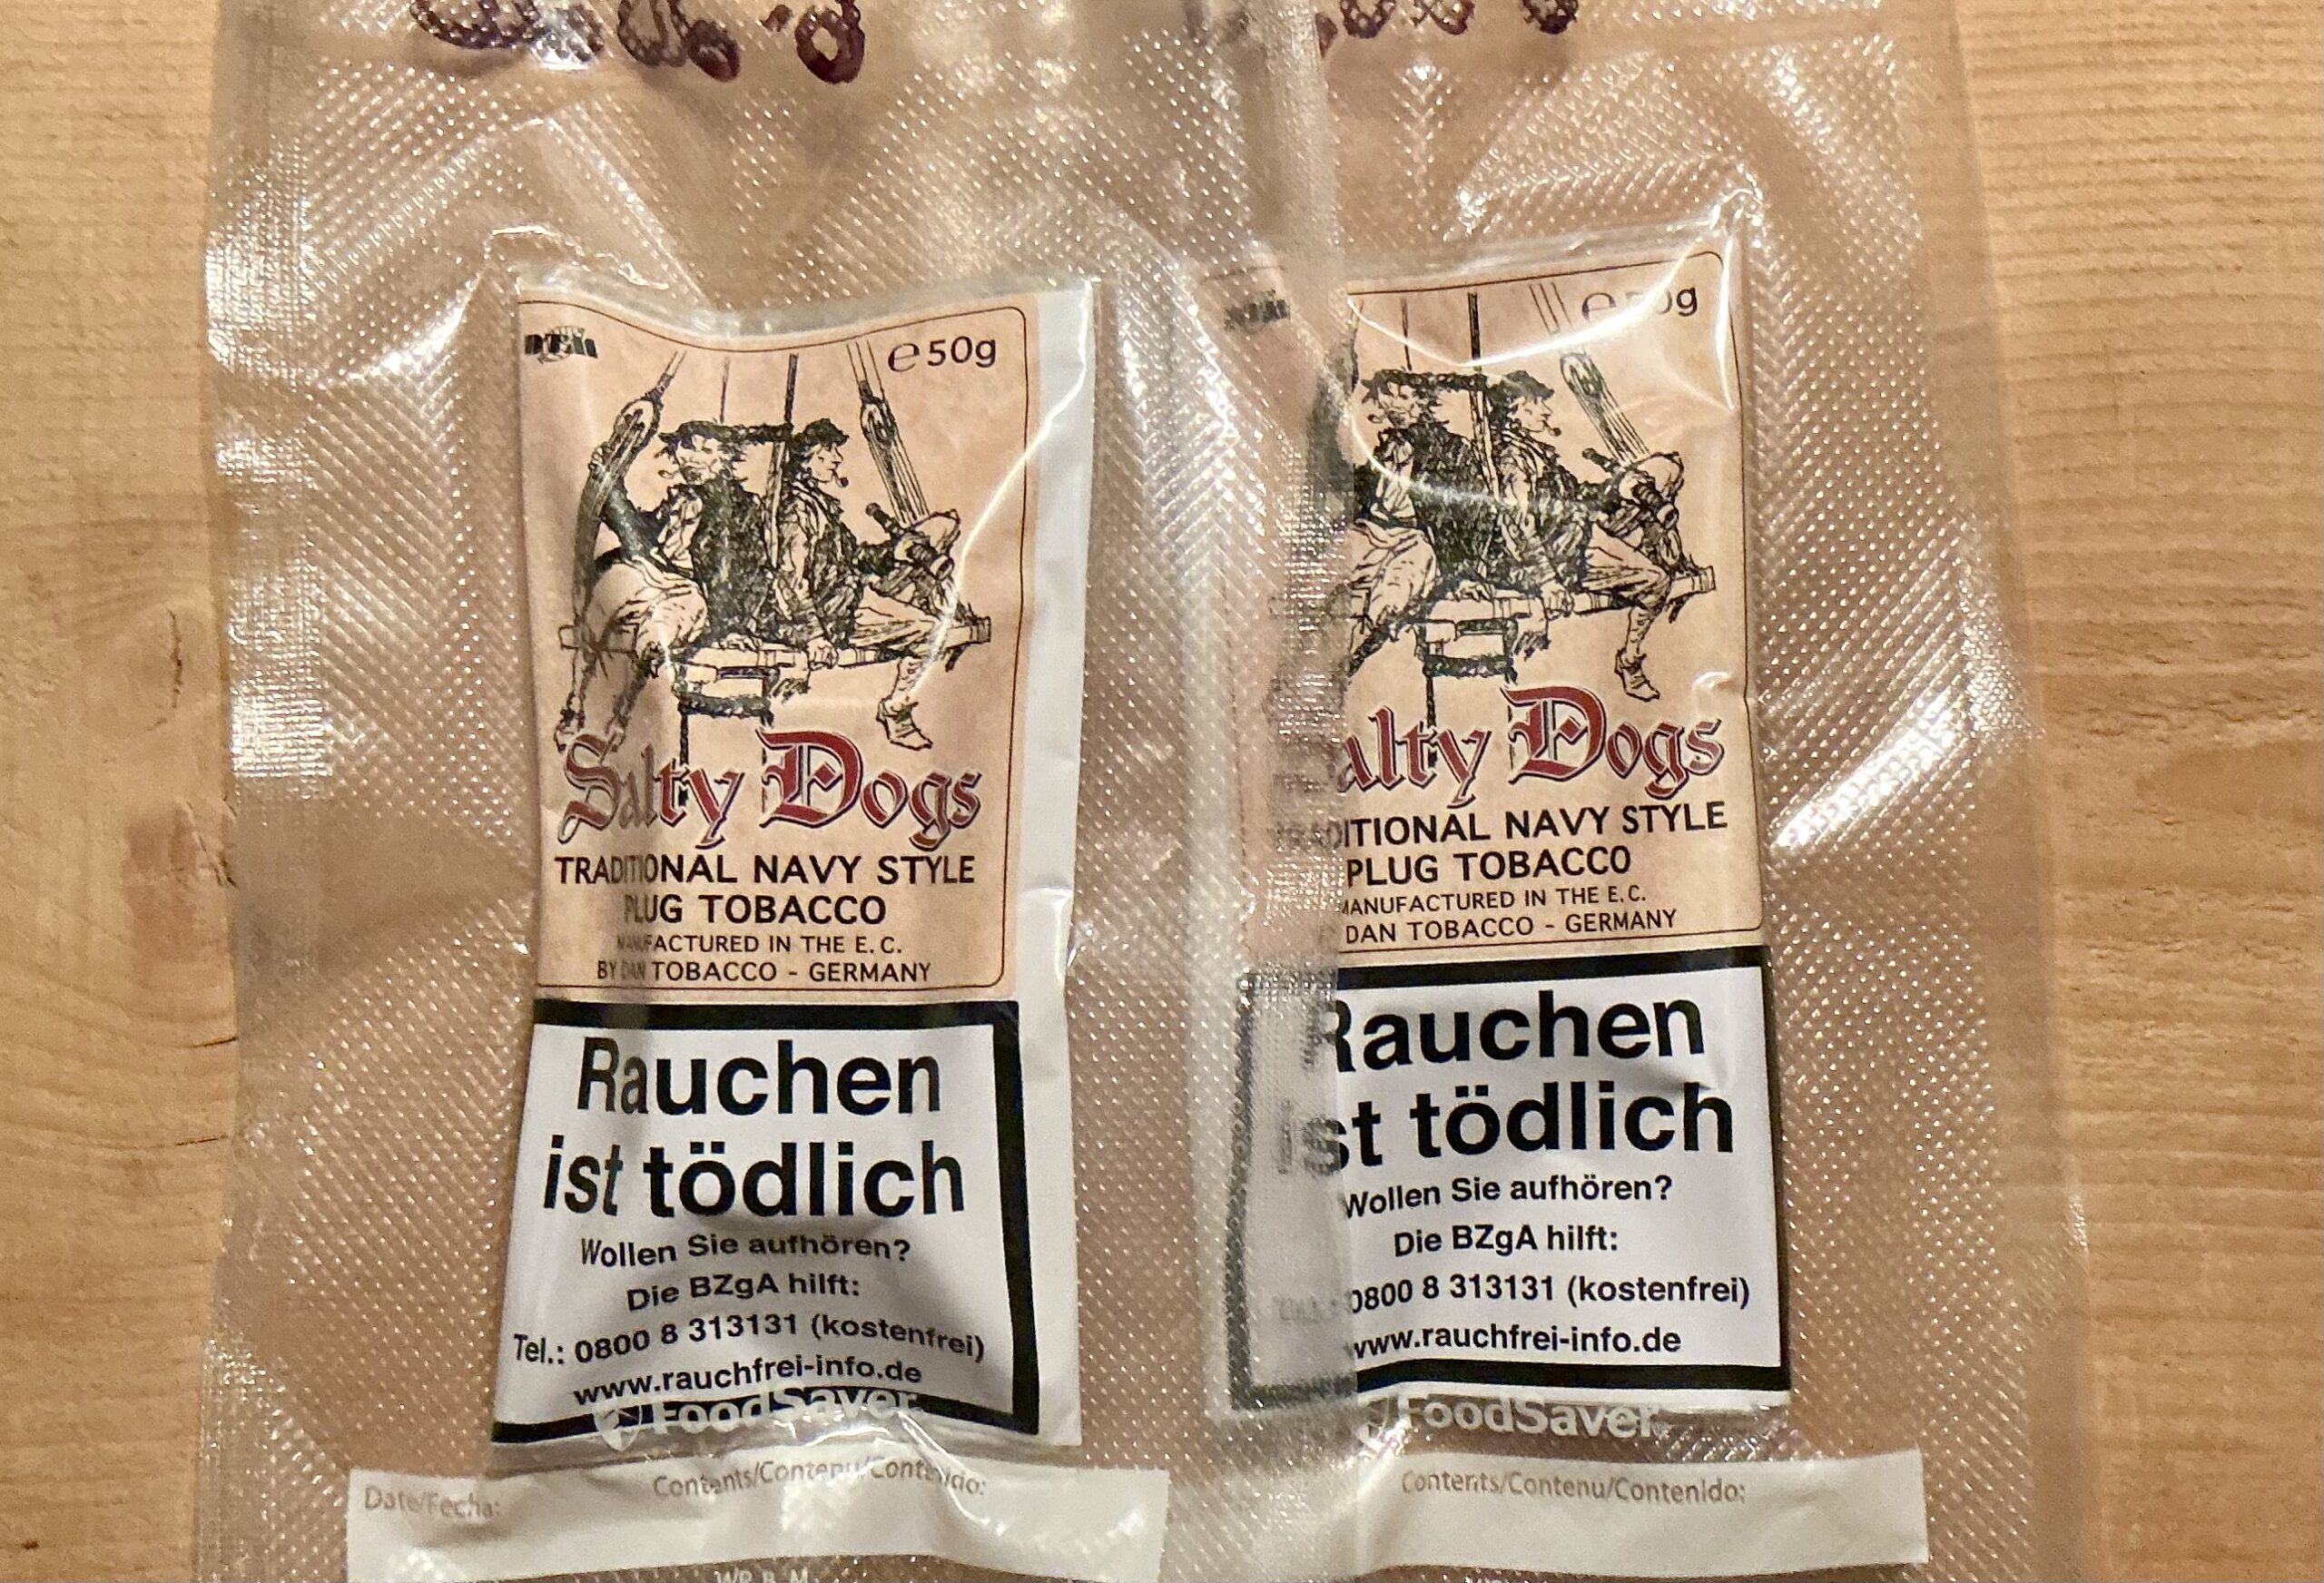 ℮50g
Salty Dogs
TRADITIONAL NAVY STYLE
PLUG TOBACCO
MANUFACTURED IN THE E.C.
BY DAN TOBACCO - GERMANY
Rauchen
ist tödlich
Wollen Sie aufhören?
Die BZgA hilft:
Tel.: 0800 8 313131 (kostenfrei)
www.rauchfrei-info.de
FoodSaver
Date/Fecha:
Contents/Contenu/Contenido:
℮50g
Salty Dogs
TRADITIONAL NAVY STYLE
PLUG TOBACCO
MANUFACTURED IN THE E.C.
DAN TOBACCO - GERMANY
Rauchen
ist tödlich
Wollen Sie aufhören?
Die BZgA hilft:
0800 8 313131 (kostenfrei)
www.rauchfrei-info.de
FoodSaver
Contents/Contenu/Contenido: